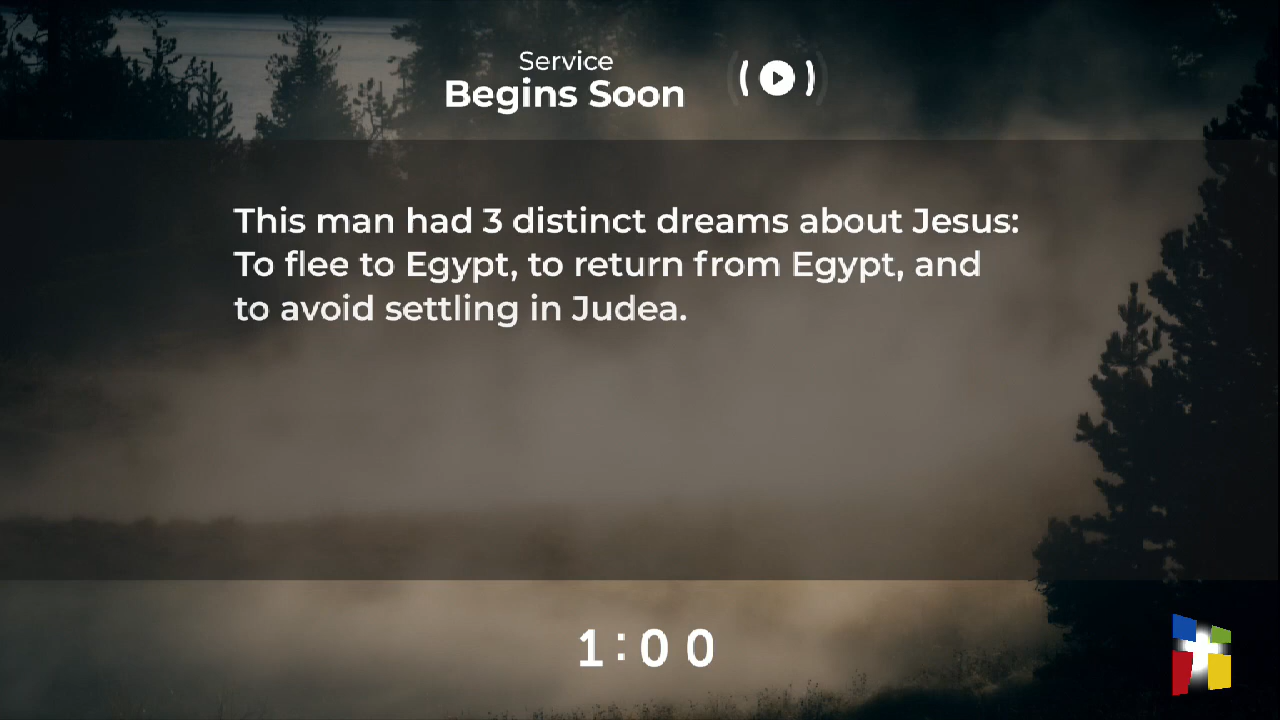 Service
Begins Soon
This man had 3 distinct dreams about Jesus:
To flee to Egypt, to return from Egypt, and
to avoid settling in Judea.
1:00